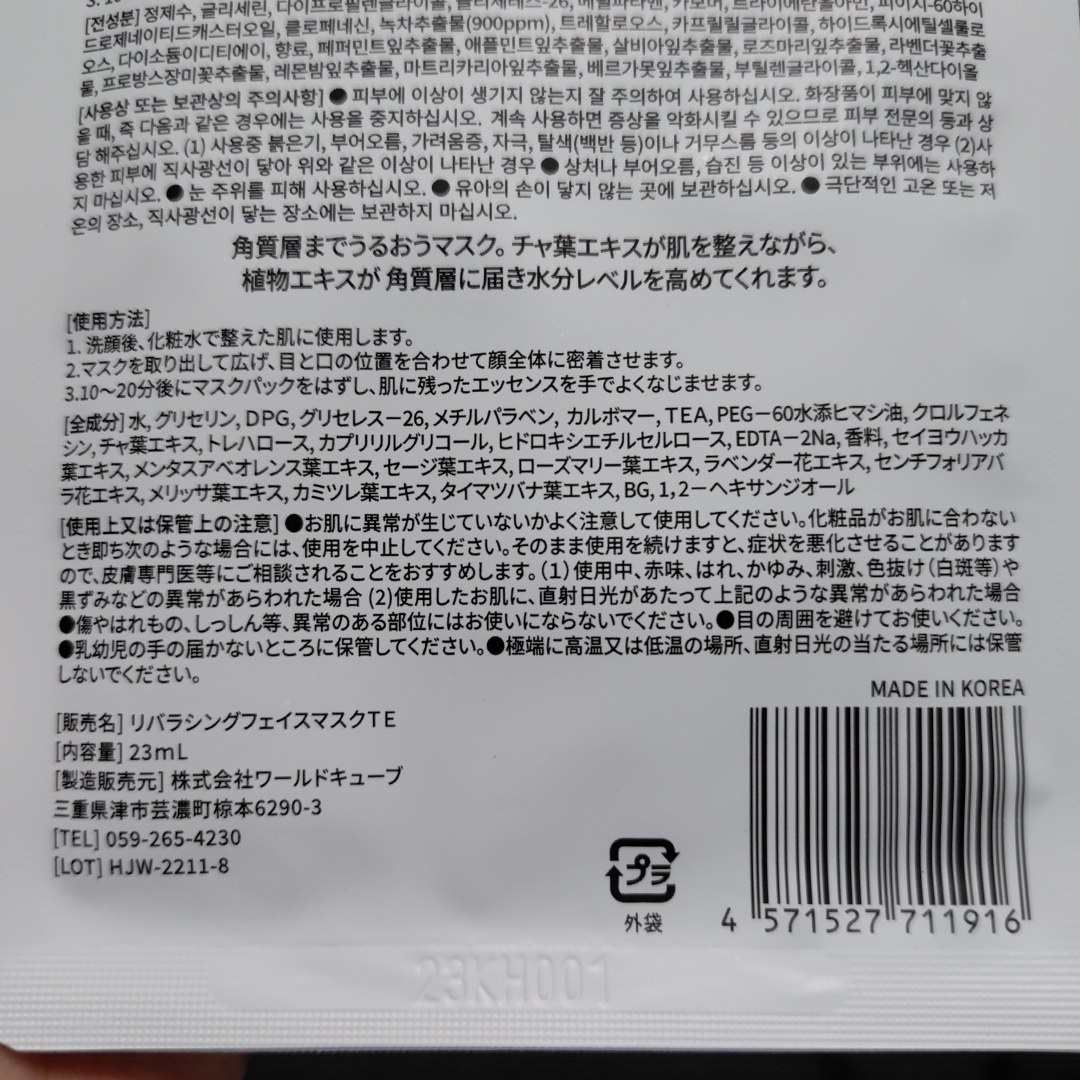 [전성분] 정제수, 글리세린, 다이프로필렌글라이콜, 글리세레스-26, 메틸파라벤, 카보머, 트라이에탄올아민, 피이지-60하이
드로제네이티드캐스터오일, 클로페네신, 녹차추출물(900ppm), 트레할로오스, 카프릴릴글라이콜, 하이드록시에틸셀룰로
오스, 다이소듐이디티에이, 향료, 페퍼민트잎추출물, 애플민트잎추출물, 살비아잎추출물, 로즈마리잎추출물, 라벤더꽃추출
물, 프로방스장미꽃추출물, 레몬밤잎추출물, 마트리카리아잎추출물, 베르가못잎추출물, 부틸렌글라이콜, 1,2-헥산다이올
[사용상 또는 보관상의 주의사항] ● 피부에 이상이 생기지 않는지 잘 주의하여 사용하십시오. 화장품이 피부에 맞지 않
을 때, 즉 다음과 같은 경우에는 사용을 중지하십시오. 계속 사용하면 증상을 악화시킬 수 있으므로 피부 전문의 등과 상
담 해주십시오. (1) 사용중 붉은기, 부어오름, 가려움증, 자극, 탈색(백반 등)이나 거무스름 등의 이상이 나타난 경우 (2)사
용한 피부에 직사광선이 닿아 위와 같은 이상이 나타난 경우 ● 상처나 부어오름, 습진 등 이상이 있는 부위에는 사용하
지 마십시오. ● 눈 주위를 피해 사용하십시오. ● 유아의 손이 닿지 않는 곳에 보관하십시오. ● 극단적인 고온 또는 저
온의 장소, 직사광선이 닿는 장소에는 보관하지 마십시오.
角質層までうるおうマスク。チャ葉エキスが肌を整えながら、
植物エキスが 角質層に届き水分レベルを高めてくれます。
[使用方法]
1. 洗顔後、化粧水で整えた肌に使用します。
2.マスクを取り出して広げ、目と口の位置を合わせて顔全体に密着させます。
3.10〜20分後にマスクパックをはずし、肌に残ったエッセンスを手でよくなじませます。
[全成分] 水, グリセリン, DPG, グリセレス−26, メチルパラベン, カルボマー, TEA, PEG−60水添ヒマシ油, クロルフェネ
シン, チャ葉エキス, トレハロース, カプリリルグリコール, ヒドロキシエチルセルロース, EDTA−2Na, 香料, セイヨウハッカ
葉エキス, メンタスアベオレンス葉エキス, セージ葉エキス, ローズマリー葉エキス, ラベンダー花エキス, センチフォリアバ
ラ花エキス, メリッサ葉エキス, カミツレ葉エキス, タイマツバナ葉エキス, BG, 1, 2−ヘキサンジオール
[使用上又は保管上の注意] ●お肌に異常が生じていないかよく注意して使用してください。化粧品がお肌に合わない
とき即ち次のような場合には、使用を中止してください。そのまま使用を続けますと、症状を悪化させることがあります
ので、皮膚専門医等にご相談されることをおすすめします。(1) 使用中、赤味、はれ、かゆみ、刺激、色抜け(白斑等)や
黒ずみなどの異常があらわれた場合 (2)使用したお肌に、直射日光があたって上記のような異常があらわれた場合
●傷やはれもの、しっしん等、異常のある部位にはお使いにならないでください。●目の周囲を避けてお使いください。
●乳幼児の手の届かないところに保管してください。●極端に高温又は低温の場所、直射日光の当たる場所には保管
しないでください。
MADE IN KOREA
[販売名] リバラシングフェイスマスクTE
[内容量] 23mL
[製造販売元] 株式会社ワールドキューブ
三重県津市芸濃町椋本6290-3
[TEL] 059-265-4230
[LOT] HJW-2211-8
プラ
外袋
4 571527 711916
23KH001